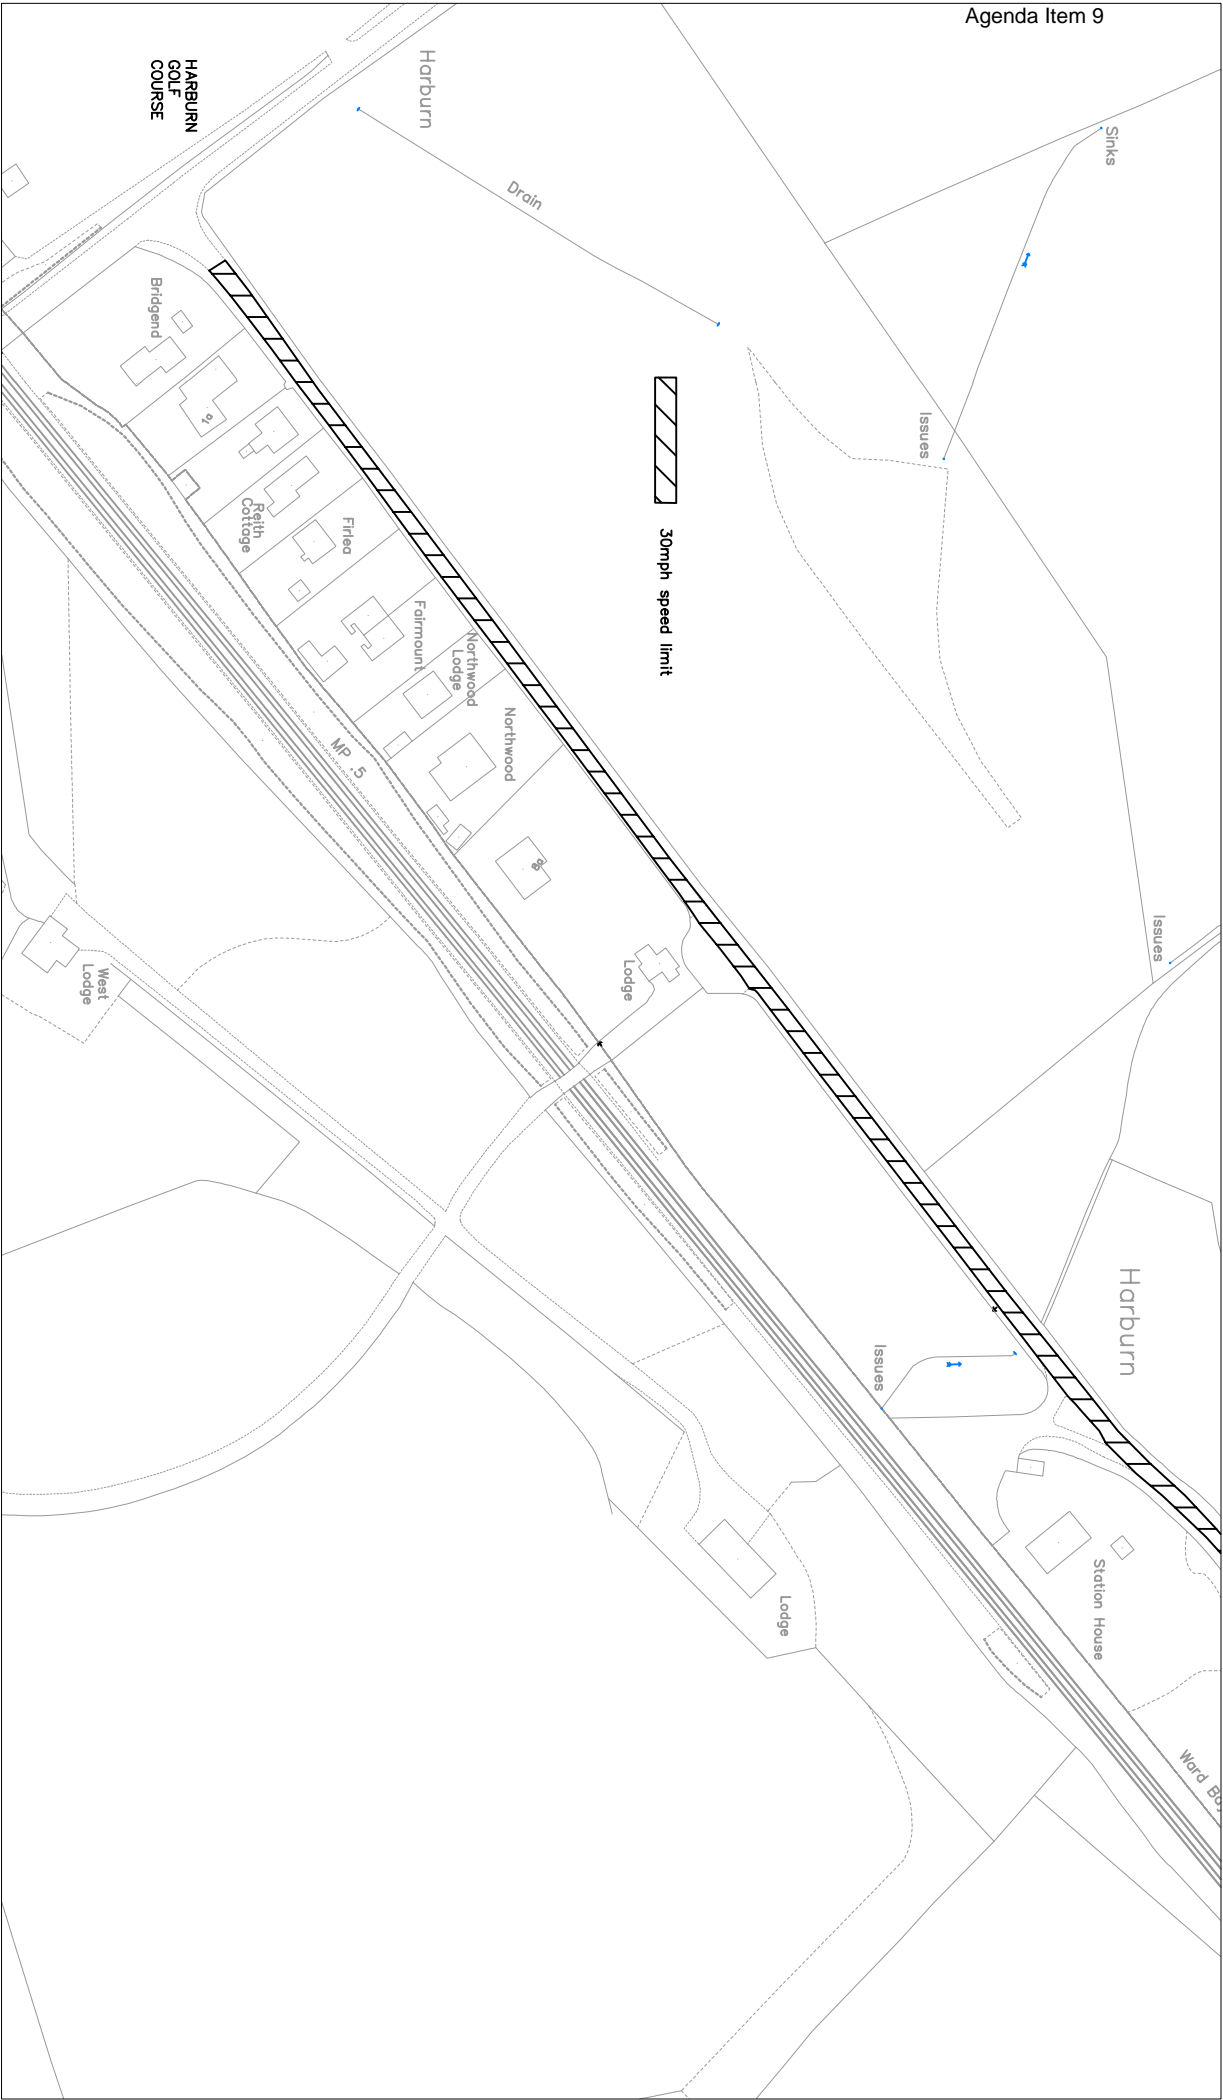 Agenda Item 9
HARBURN
GOLF
COURSE
Harburn
Drain
Sinks
Issues
Bridgend
1a
Reith
Cottage
Firlea
Fairmount
Northwood
Lodge
Northwood
8a
MP .5
30mph speed limit
Issues
Lodge
West
Lodge
Harburn
Issues
Station House
Lodge